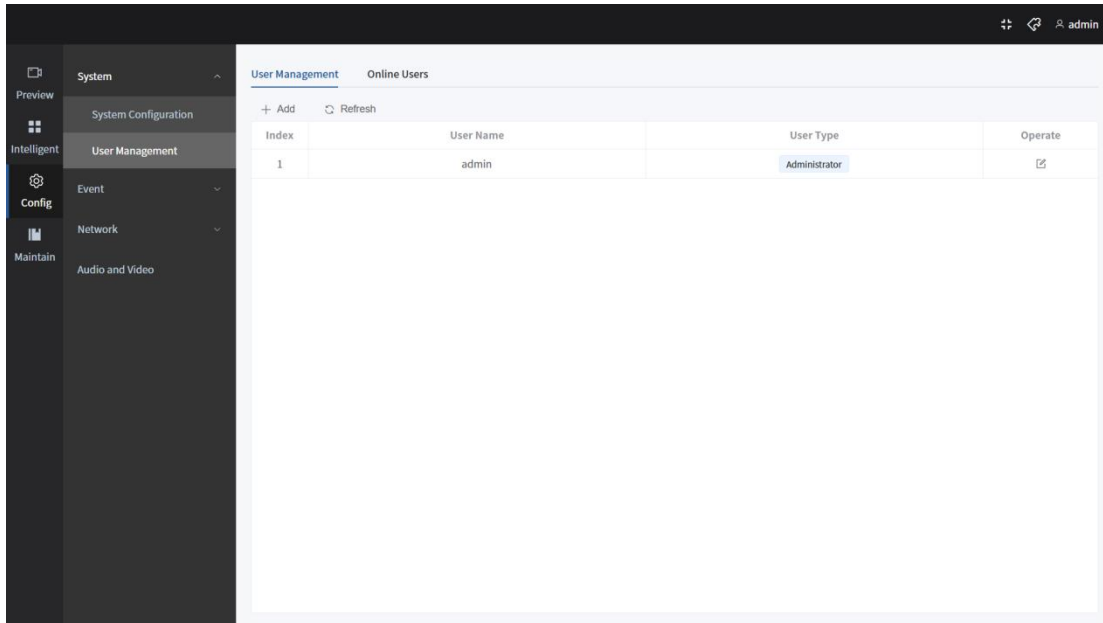 admin
Preview
Intelligent
Config
Maintain
System
System Configuration
User Management
Event
Network
Audio and Video
User Management Online Users
Add Refresh
Index User Name User Type Operate
1 admin Administrator